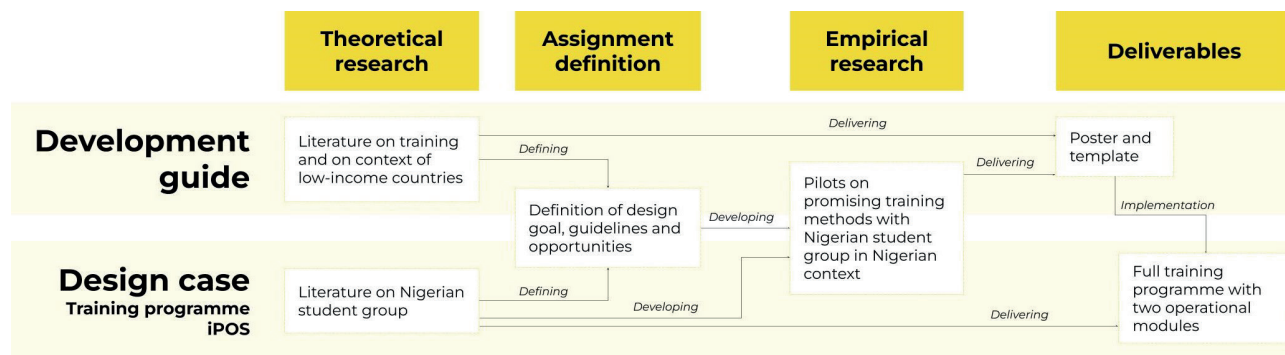 Theoretical
research
Assignment
definition
Empirical
research
Deliverables
Development
guide
Literature on training
and on context of
low-income countries
Delivering
Defining
Poster and
template
Delivering
Pilots on
promising training
methods with
Nigerian student
group in Nigerian
context
Definition of design
goal, guidelines and
opportunities
Developing
Implementation
Design case
Training programme
iPOS
Literature on Nigerian
student group
Defining
Developing
Delivering
Full training
programme with
two operational
modules